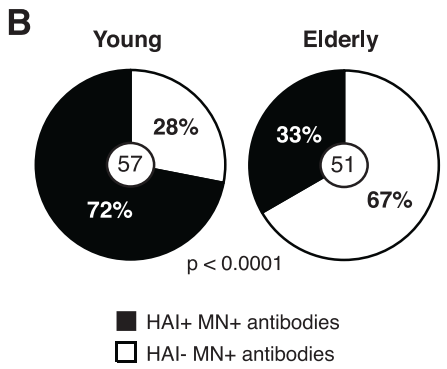 B
Young
Elderly
28%
57
72%
33%
51
67%
p < 0.0001
HAI+ MN+ antibodies
HAI- MN+ antibodies